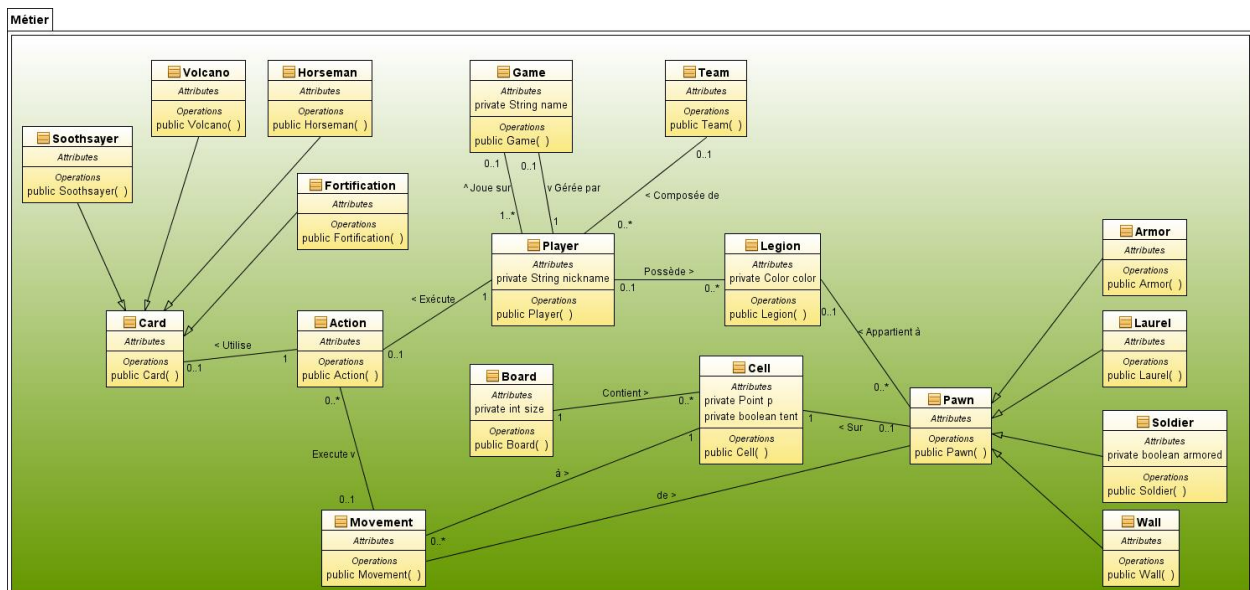 Métier
Volcano
Attributes
Operations
public Volcano( )
Horseman
Attributes
Operations
public Horseman( )
Game
Attributes
private String name
Operations
public Game( )
Team
Attributes
Operations
public Team( )
Soothsayer
Attributes
Operations
public Soothsayer( )
Fortification
Attributes
Operations
public Fortification( )
0..1
0..1
0..1
^ Joue sur
v Gérée par
< Composée de
1..*
1
0..*
Player
Attributes
private String nickname
Operations
public Player( )
Possède >
0..1
0..*
Legion
Attributes
private Color color
Operations
public Legion( )
Armor
Attributes
Operations
public Armor( )
< Exécute
1
0..1
0..1
< Appartient à
0..*
Card
Attributes
Operations
public Card( )
< Utilise
0..1
1
Action
Attributes
Operations
public Action( )
Laurel
Attributes
Operations
public Laurel( )
Board
Attributes
private int size
Operations
public Board( )
Contient >
1
0..*
Cell
Attributes
private Point p
private boolean tent
Operations
public Cell( )
1
< Sur
0..1
Pawn
Attributes
Operations
public Pawn( )
Soldier
Attributes
private boolean armored
Operations
public Soldier( )
0..*
Execute v
0..1
1
à >
0..*
de >
Movement
Attributes
Operations
public Movement( )
Wall
Attributes
Operations
public Wall( )